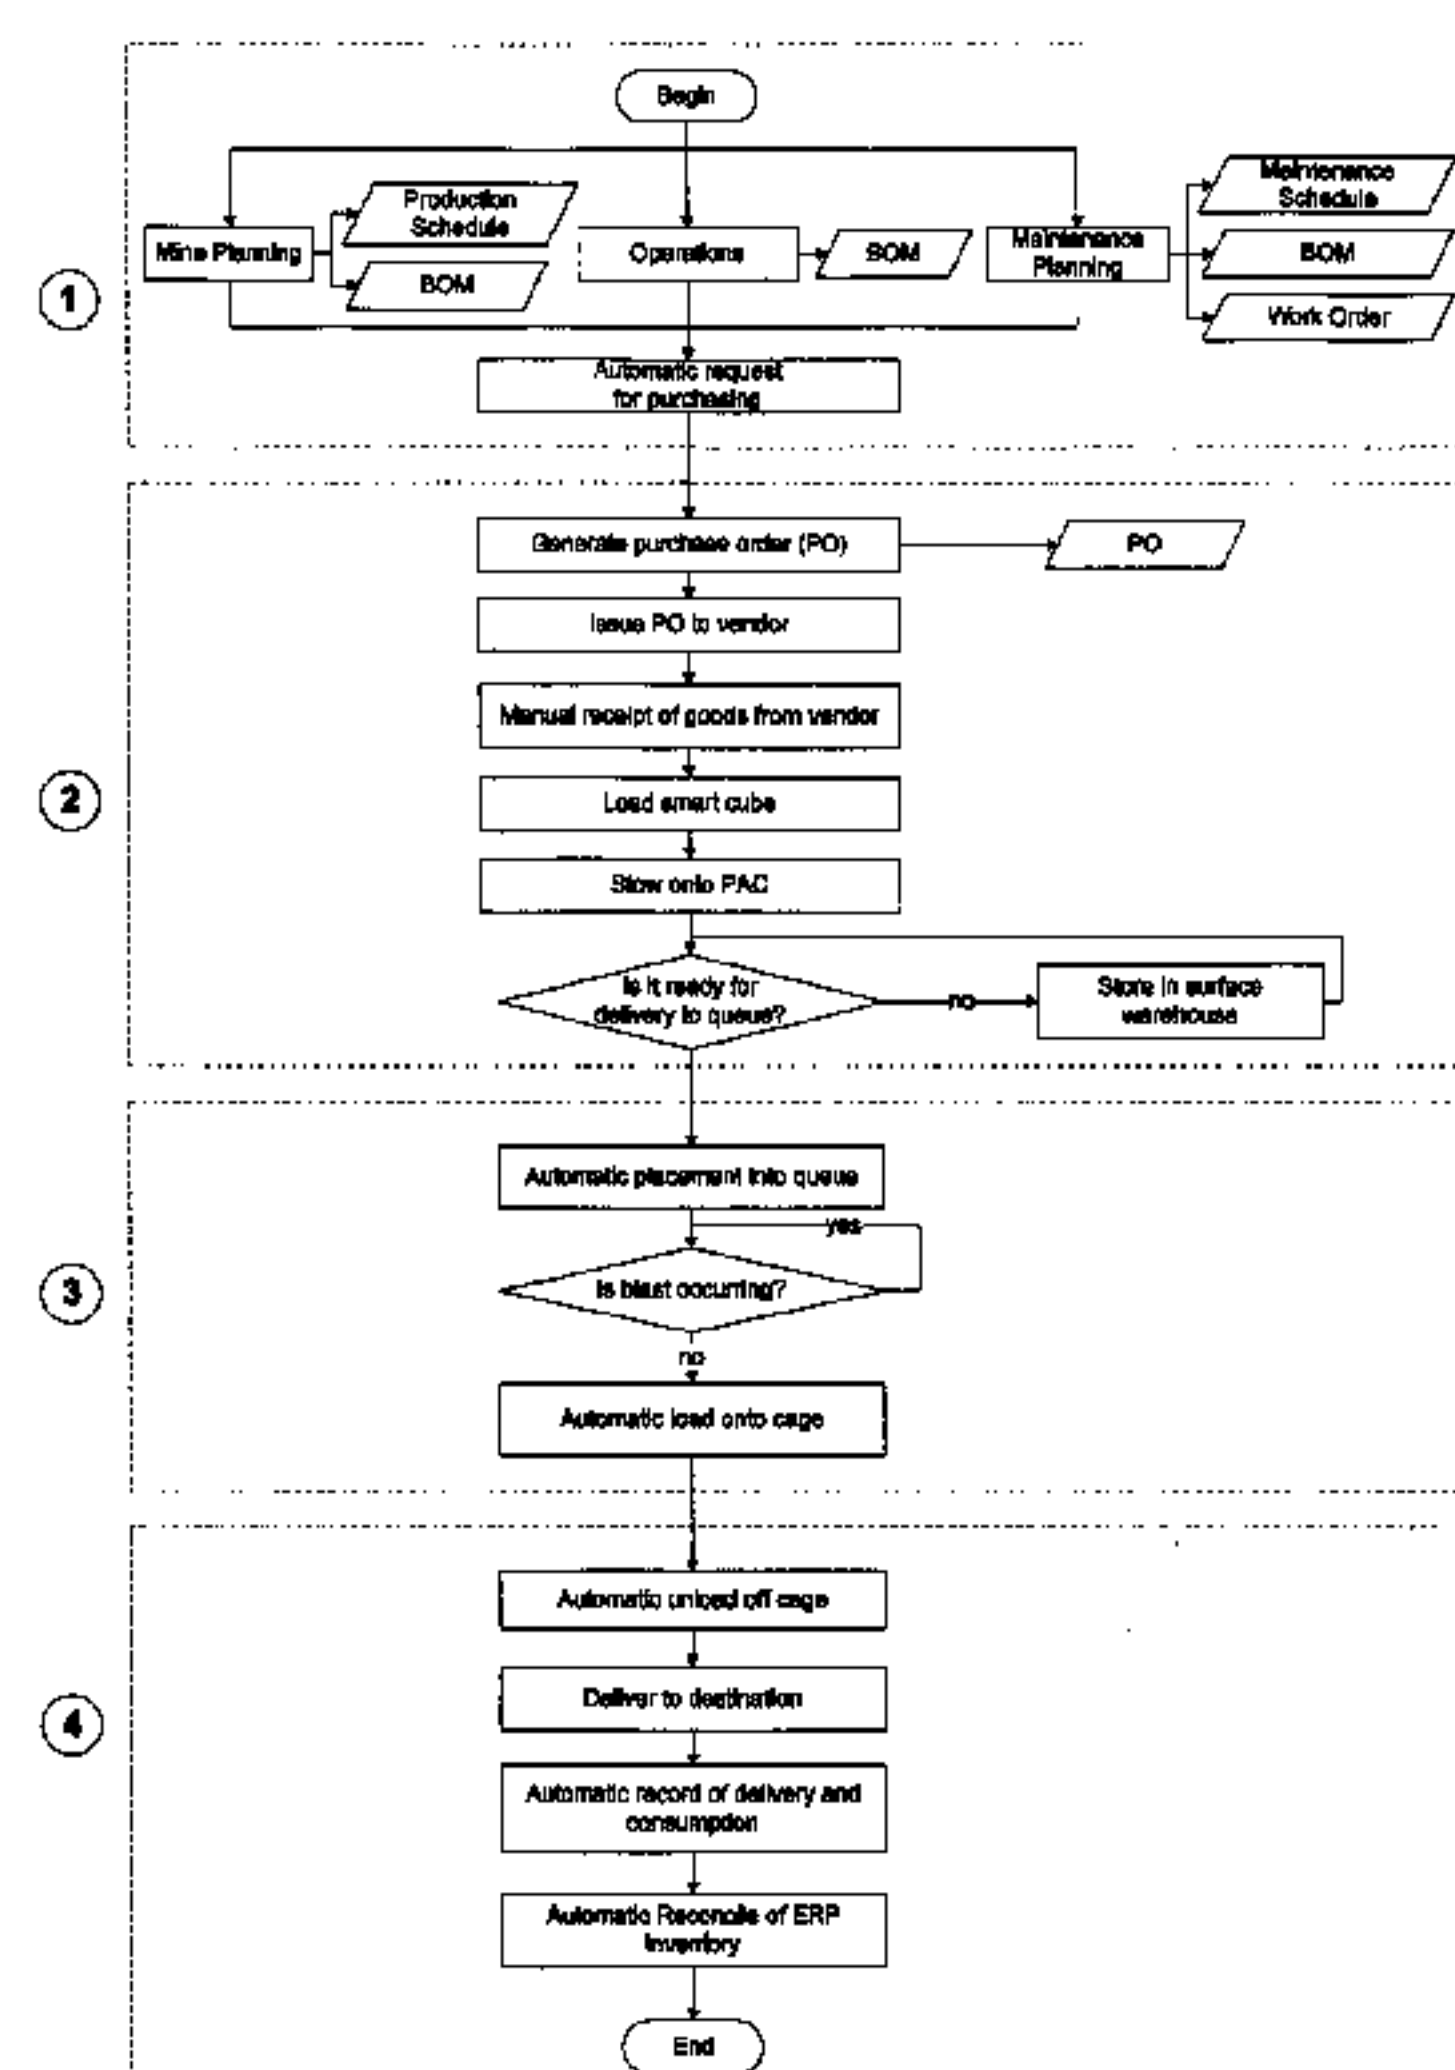 Begin
Production
Schedule
Mine Planning
BOM
Operations
BOM
Maintenance
Planning
Maintenance
Schedule
BOM
Work Order
1
Automatic request
for purchasing
Generate purchase order (PO)
PO
Issue PO to vendor
Manual receipt of goods from vendor
2
Load smart cube
Stow onto PAC
Is it ready for
delivery to queue?
no
Store in surface
warehouse
Automatic placement into queue
yes
3
Is blast occurring?
no
Automatic load onto cage
Automatic unload off cage
Deliver to destination
4
Automatic record of delivery and
consumption
Automatic Reconcile of ERP
Inventory
End